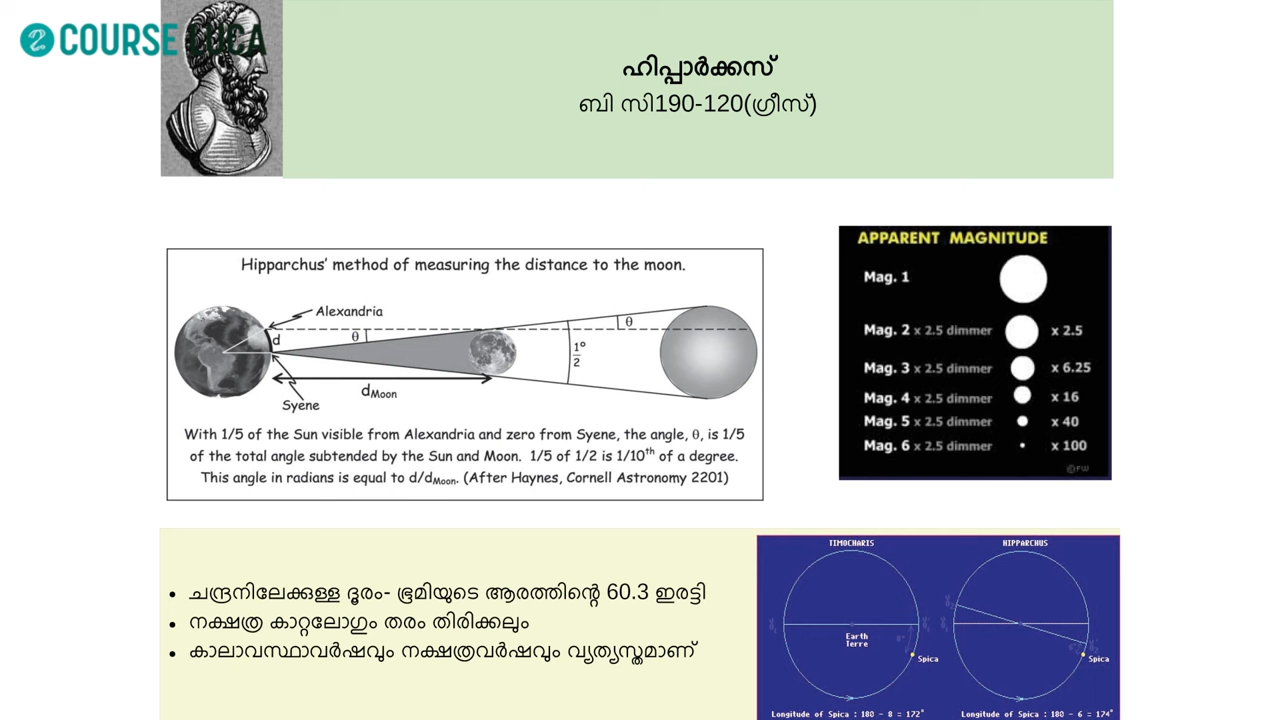 COURSE LUCA
ഹിപ്പാർക്കസ്
ബി സി190-120(ഗ്രീസ്)
Hipparchus' method of measuring the distance to the moon.
Alexandria
θ
θ
d
1°
2
dMoon
Syene
With 1/5 of the Sun visible from Alexandria and zero from Syene, the angle, θ, is 1/5
of the total angle subtended by the Sun and Moon. 1/5 of 1/2 is 1/10th of a degree.
This angle in radians is equal to d/dMoon. (After Haynes, Cornell Astronomy 2201)
APPARENT MAGNITUDE
Mag. 1
Mag. 2 x 2.5 dimmer x 2.5
Mag. 3 x 2.5 dimmer x 6.25
Mag. 4 x 2.5 dimmer x 16
Mag. 5 x 2.5 dimmer x 40
Mag. 6 x 2.5 dimmer x 100
©FW
• ചന്ദ്രനിലേക്കുള്ള ദൂരം- ഭൂമിയുടെ ആരത്തിന്റെ 60.3 ഇരട്ടി
• നക്ഷത്ര കാറ്റലോഗും തരം തിരിക്കലും
• കാലാവസ്ഥാവർഷവും നക്ഷത്രവർഷവും വ്യത്യസ്തമാണ്
TIMOCHARIS
HIPPARCHUS
Earth
Terre
Spica
Spica
Longitude of Spica : 180 - 8 = 172°
Longitude of Spica : 180 - 6 = 174°